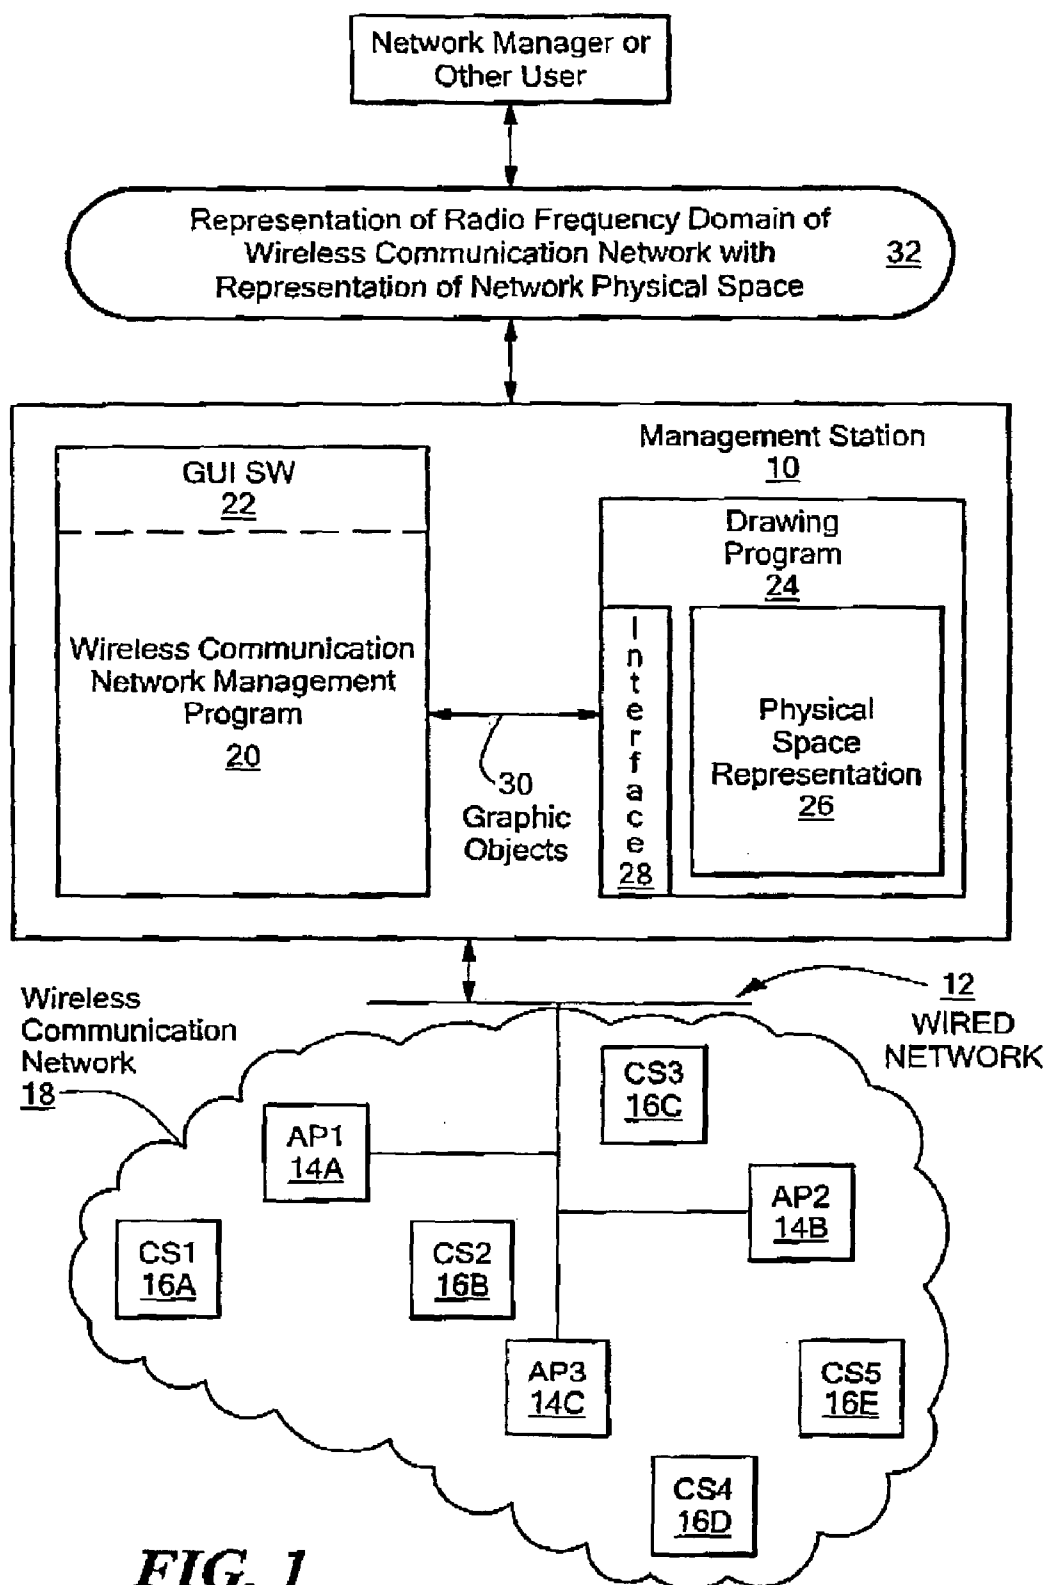 Network Manager or
Other User
Representation of Radio Frequency Domain of
Wireless Communication Network with
Representation of Network Physical Space
32
Management Station
10
GUI SW
22
Wireless Communication
Network Management
Program
20
30
Graphic
Objects
Drawing
Program
24
Interface
28
Physical
Space
Representation
26
Wireless
Communication
Network
18
12
WIRED
NETWORK
CS3
16C
AP1
14A
AP2
14B
CS1
16A
CS2
16B
AP3
14C
CS5
16E
CS4
16D
FIG. 1